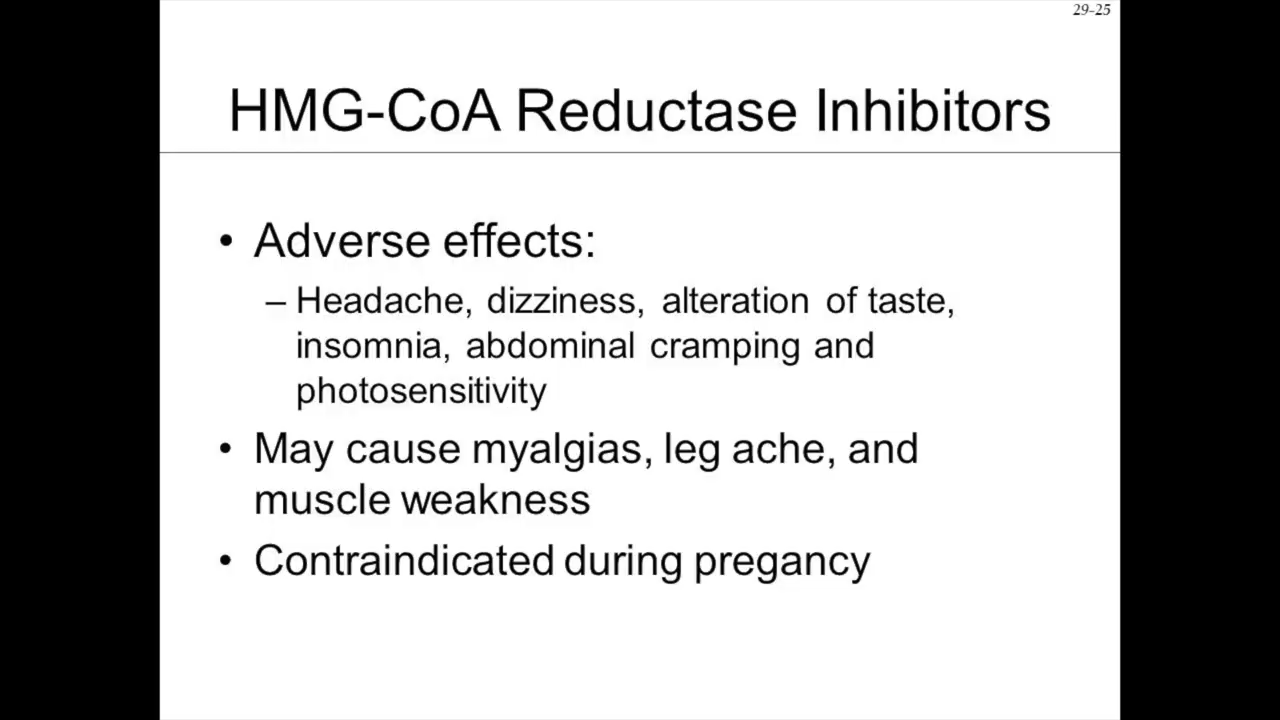 29-25
HMG-CoA Reductase Inhibitors
• Adverse effects:
– Headache, dizziness, alteration of taste,
insomnia, abdominal cramping and
photosensitivity
• May cause myalgias, leg ache, and
muscle weakness
• Contraindicated during pregancy